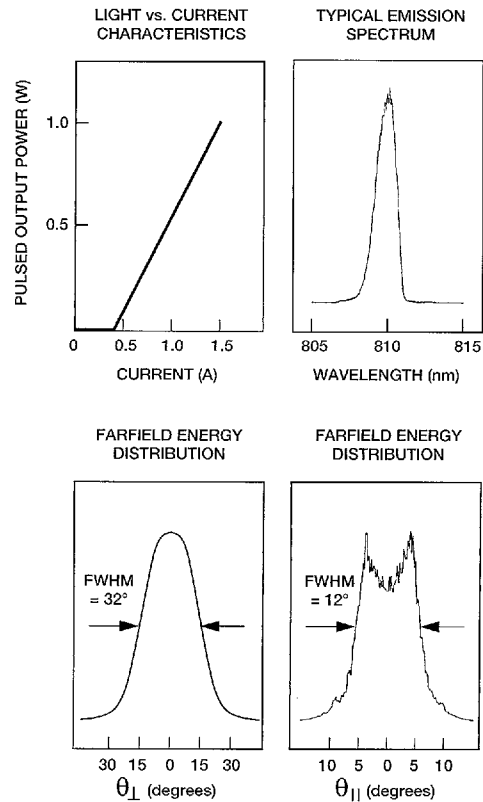 LIGHT vs. CURRENT
CHARACTERISTICS
PULSED OUTPUT POWER (W)
1.0
0.5
0
0.5
1.0
1.5
CURRENT (A)
TYPICAL EMISSION
SPECTRUM
805
810
815
WAVELENGTH (nm)
FARFIELD ENERGY
DISTRIBUTION
FWHM
= 32°
30 15 0 15 30
θ⊥ (degrees)
FARFIELD ENERGY
DISTRIBUTION
FWHM
= 12°
10 5 0 5 10
θ|| (degrees)